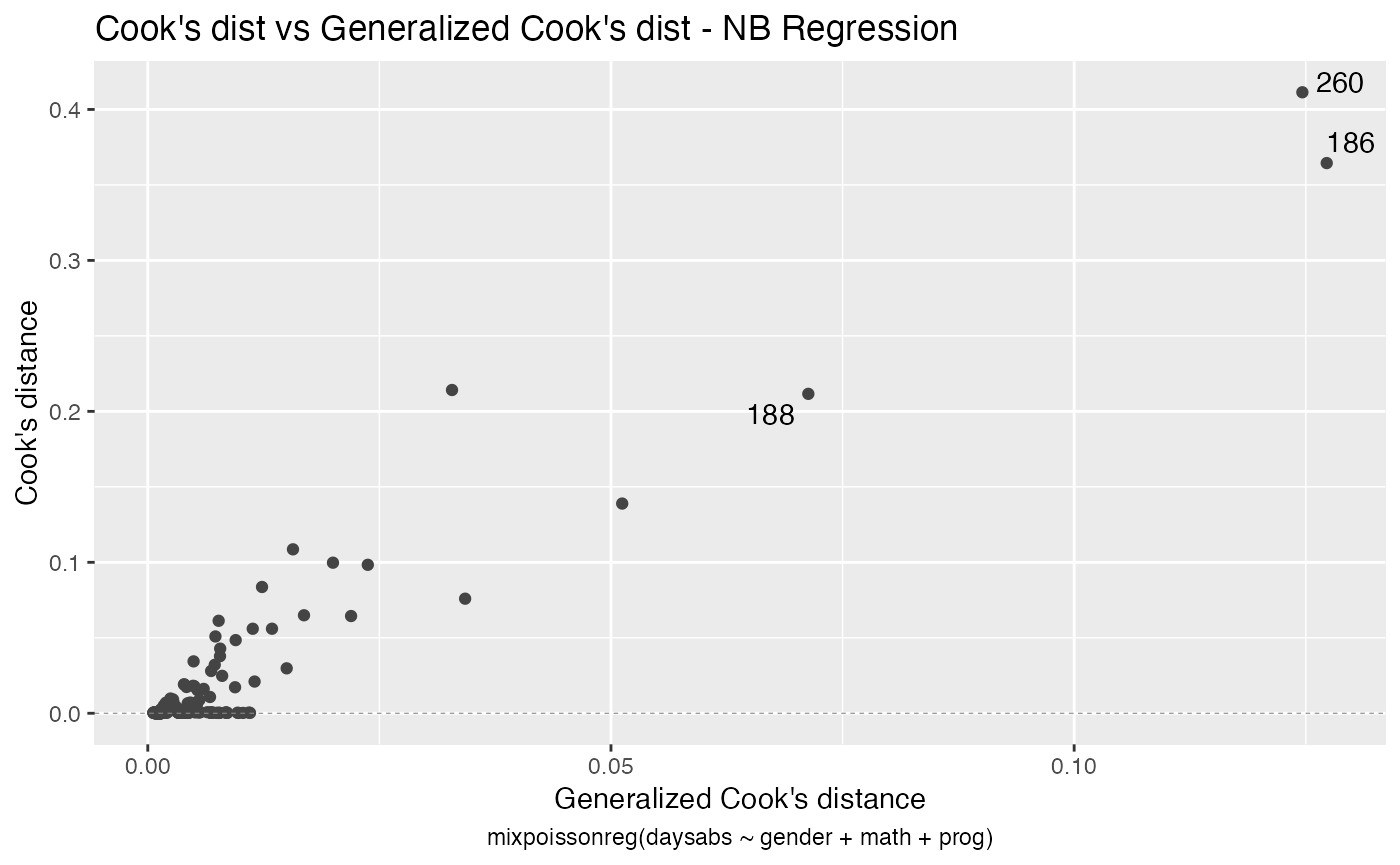 Cook's dist vs Generalized Cook's dist - NB Regression
260
0.4
186
0.3
Cook's distance
0.2
188
0.1
0.0
0.00 0.05 0.10
Generalized Cook's distance
mixpoissonreg(daysabs ~ gender + math + prog)